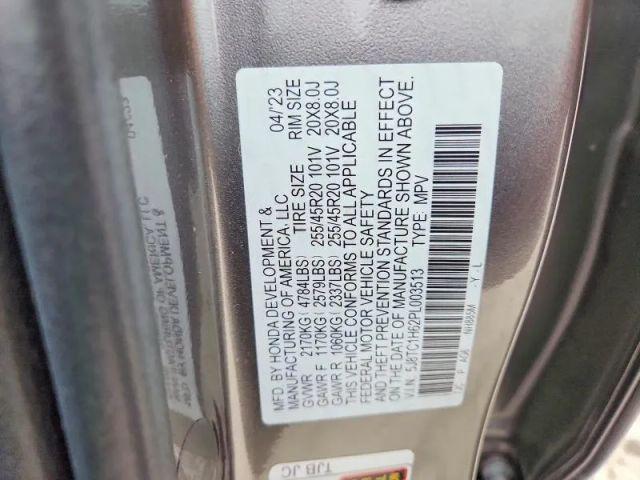 MFD. BY HONDA DEVELOPMENT & 04/'23
MANUFACTURING OF AMERICA, LLC
GVWR 2170KG(4784LBS) TIRE SIZE RIM SIZE
GAWR F 1170KG(2579LBS) 255/45R20 101V 20X8.0J
GAWR R 1060KG(2337LBS) 255/45R20 101V 20X8.0J
THIS VEHICLE CONFORMS TO ALL APPLICABLE
FEDERAL MOTOR VEHICLE SAFETY
AND THEFT PREVENTION STANDARDS IN EFFECT
ON THE DATE OF MANUFACTURE SHOWN ABOVE.
V.I.N. 5J8TC1H62PL003513 TYPE: MPV
NH885M Y-L
TJB JC